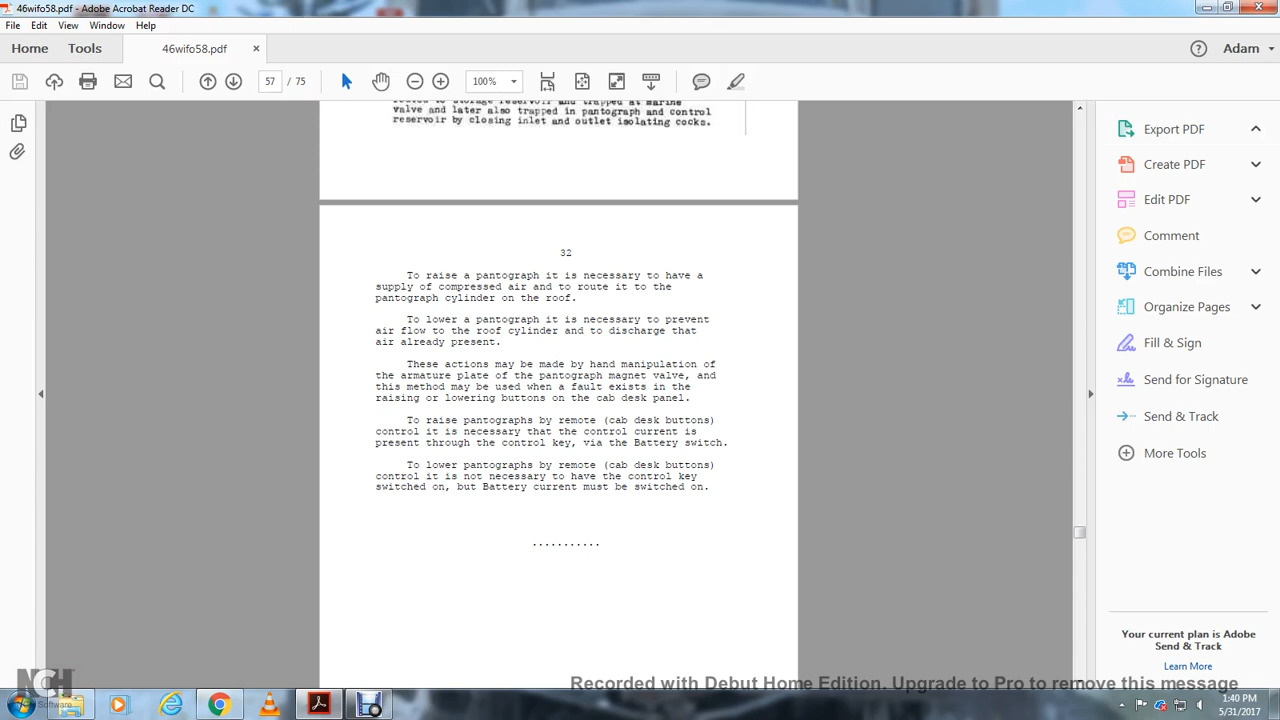 46wifo58.pdf - Adobe Acrobat Reader DC
File Edit View Window Help
Home Tools 46wifo58.pdf × Adam
57 / 75 100%
routed to storage reservoir and trapped at marine
valve and later also trapped in pantograph and control
reservoir by closing inlet and outlet isolating cocks.
32
To raise a pantograph it is necessary to have a
supply of compressed air and to route it to the
pantograph cylinder on the roof.
To Lower a pantograph it is necessary to prevent
air flow to the roof cylinder and to discharge that
air already present.
These actions may be made by hand manipulation of
the armature plate of the pantograph magnet valve, and
this method may be used when a fault exists in the
raising or lowering buttons on the cab desk panel.
To raise pantographs by remote (cab desk buttons)
control it is necessary that the control current is
present through the control key, via the Battery switch.
To lower pantographs by remote (cab desk buttons)
control it is not necessary to have the control key
switched on, but Battery current must be switched on.
...........
Export PDF
Create PDF
Edit PDF
Comment
Combine Files
Organize Pages
Fill & Sign
Send for Signature
Send & Track
More Tools
Your current plan is Adobe
Send & Track
Learn More
NCH
Software
Recorded with Debut Home Edition. Upgrade to Pro to remove this message
1:40 PM
5/31/2017